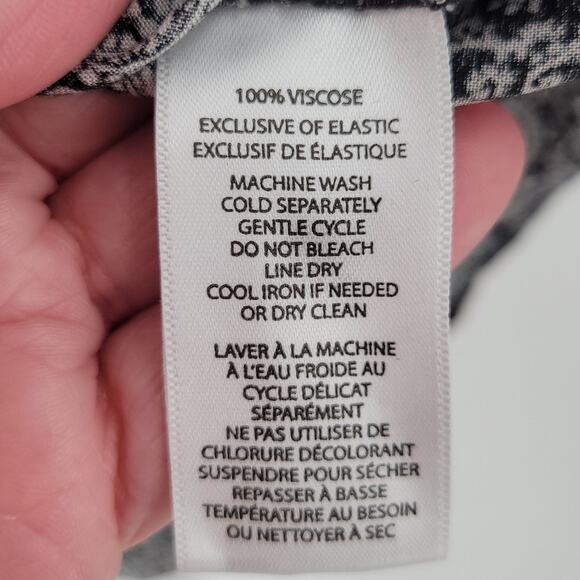 100% VISCOSE
EXCLUSIVE OF ELASTIC
EXCLUSIF DE ÉLASTIQUE
MACHINE WASH
COLD SEPARATELY
GENTLE CYCLE
DO NOT BLEACH
LINE DRY
COOL IRON IF NEEDED
OR DRY CLEAN
LAVER À LA MACHINE
À L'EAU FROIDE AU
CYCLE DÉLICAT
SÉPARÉMENT
NE PAS UTILISER DE
CHLORURE DÉCOLORANT
SUSPENDRE POUR SÉCHER
REPASSER À BASSE
TEMPÉRATURE AU BESOIN
OU NETTOYER À SEC